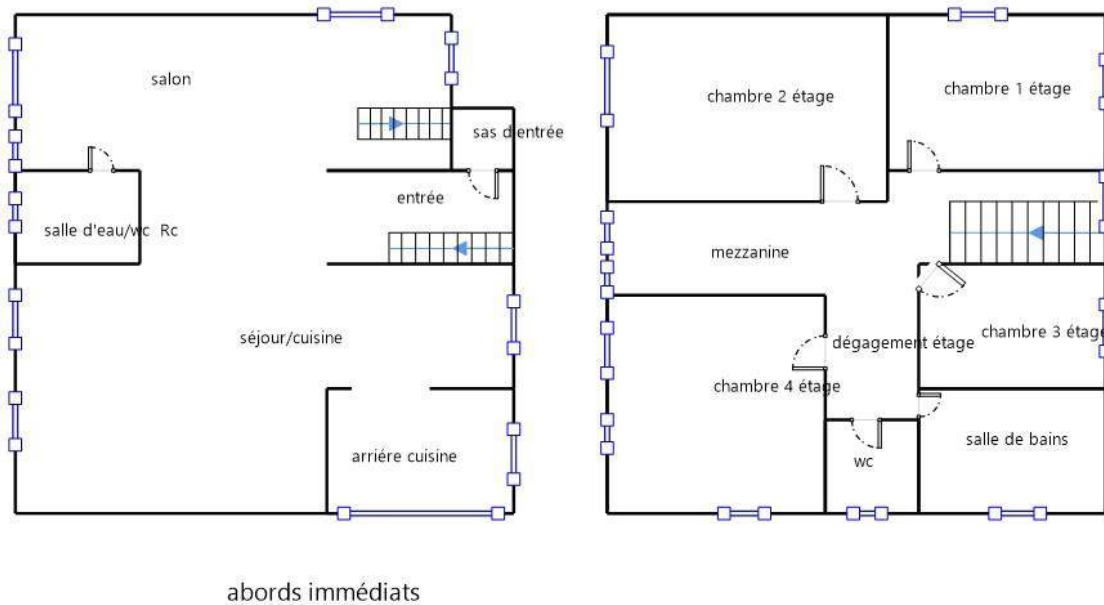 salon
sas d'entrée
entrée
salle d'eau/wc Rc
séjour/cuisine
arriére cuisine
chambre 2 étage
chambre 1 étage
mezzanine
chambre 3 étage
dégagement étage
chambre 4 étage
salle de bains
wc
abords immédiats